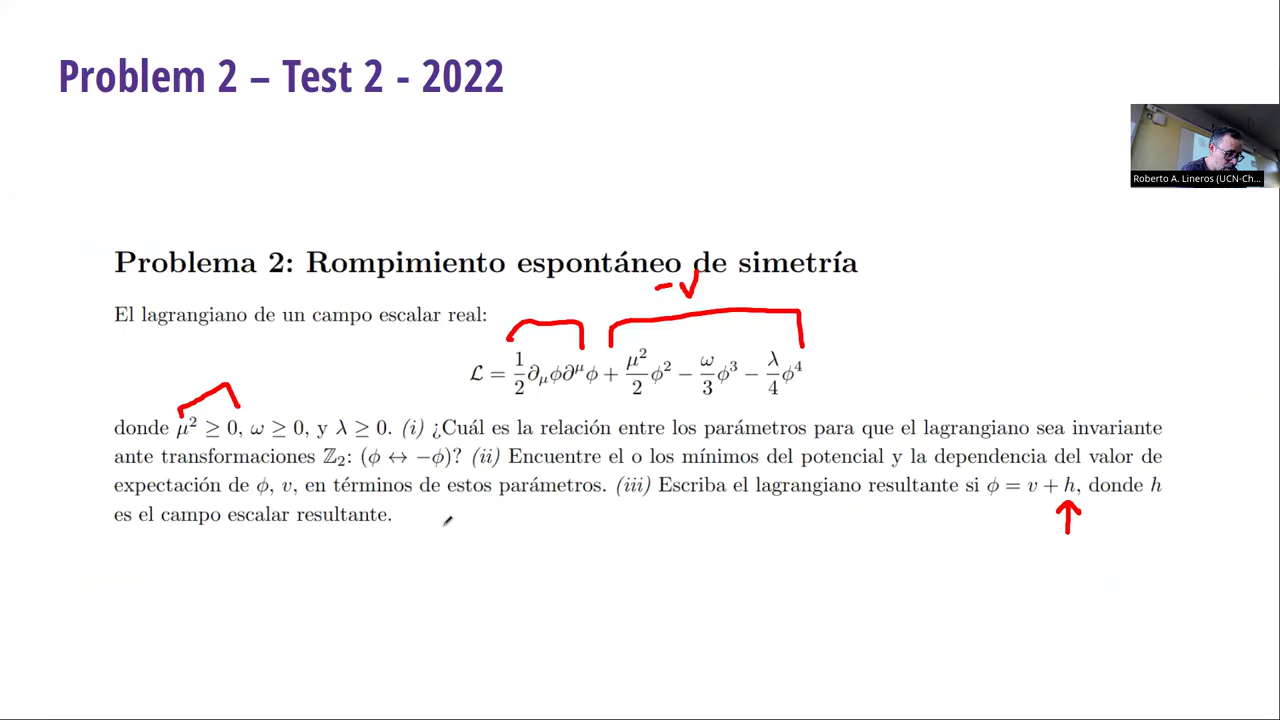 Problem 2 – Test 2 - 2022
Roberto A. Lineros (UCN-Ch...
Problema 2: Rompimiento espontáneo de simetría
-V
El lagrangiano de un campo escalar real:
ℒ = 1/2 ∂_μϕ∂^μϕ + μ²/2 ϕ² − ω/3 ϕ³ − λ/4 ϕ⁴
donde μ² ≥ 0, ω ≥ 0, y λ ≥ 0. (i) ¿Cuál es la relación entre los parámetros para que el lagrangiano sea invariante
ante transformaciones ℤ₂: (ϕ ↔ −ϕ)? (ii) Encuentre el o los mínimos del potencial y la dependencia del valor de
expectación de ϕ, v, en términos de estos parámetros. (iii) Escriba el lagrangiano resultante si ϕ = v + h, donde h
es el campo escalar resultante.